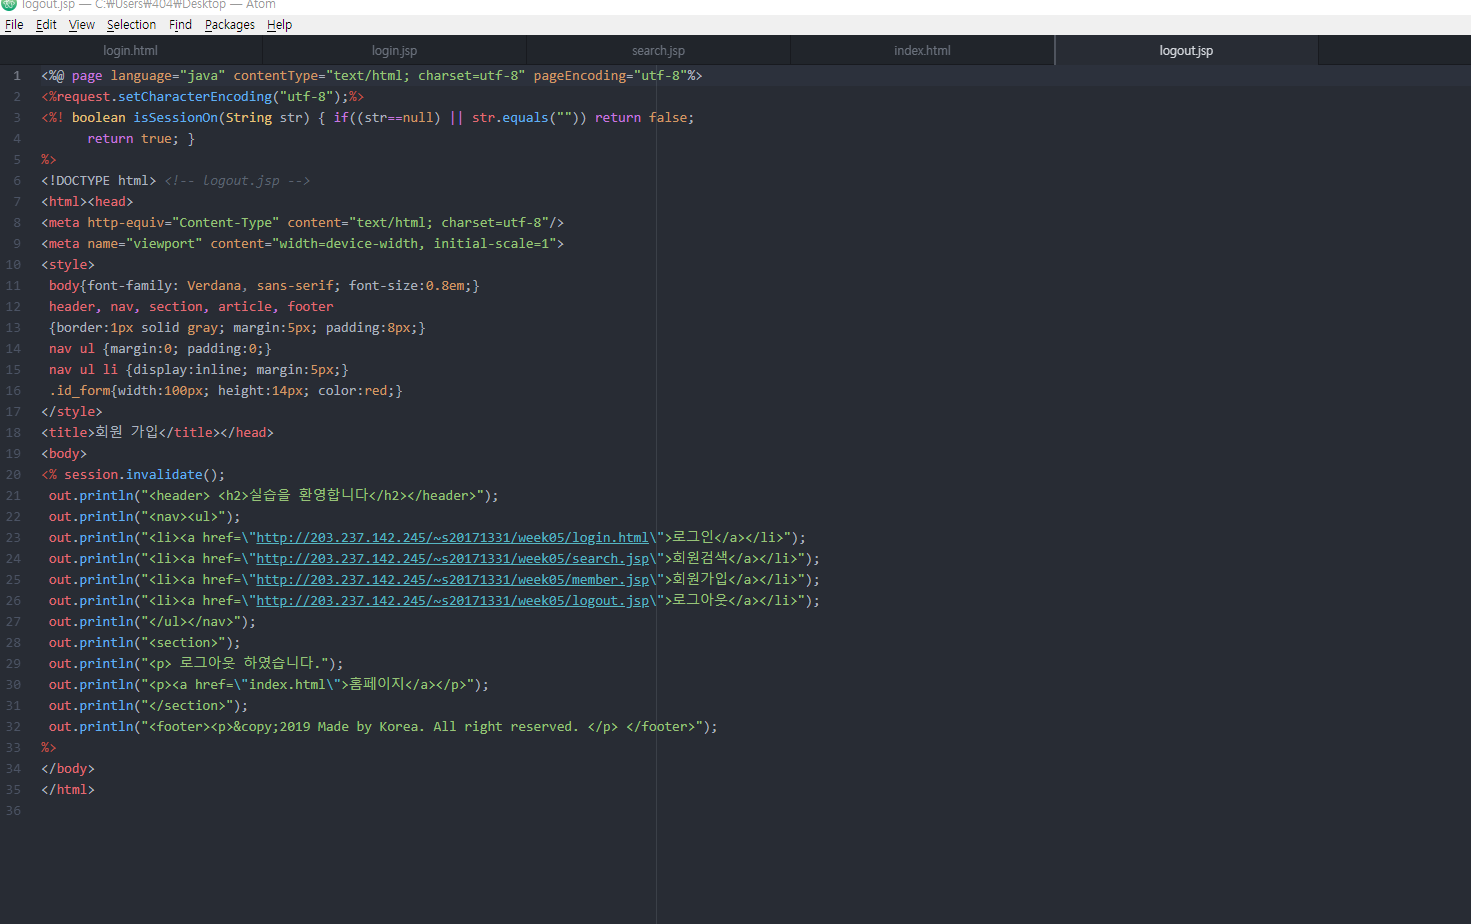 logout.jsp — C:₩Users₩404₩Desktop — Atom
File Edit View Selection Find Packages Help
login.html login.jsp search.jsp index.html logout.jsp
1 <%@ page language="java" contentType="text/html; charset=utf-8" pageEncoding="utf-8"%>
2 <%request.setCharacterEncoding("utf-8");%>
3 <%! boolean isSessionOn(String str) { if((str==null) || str.equals("")) return false;
4 return true; }
5 %>
6 <!DOCTYPE html> <!-- logout.jsp -->
7 <html><head>
8 <meta http-equiv="Content-Type" content="text/html; charset=utf-8"/>
9 <meta name="viewport" content="width=device-width, initial-scale=1">
10 <style>
11 body{font-family: Verdana, sans-serif; font-size:0.8em;}
12 header, nav, section, article, footer
13 {border:1px solid gray; margin:5px; padding:8px;}
14 nav ul {margin:0; padding:0;}
15 nav ul li {display:inline; margin:5px;}
16 .id_form{width:100px; height:14px; color:red;}
17 </style>
18 <title>회원 가입</title></head>
19 <body>
20 <% session.invalidate();
21 out.println("<header> <h2>실습을 환영합니다</h2></header>");
22 out.println("<nav><ul>");
23 out.println("<li><a href=\"http://203.237.142.245/~s20171331/week05/login.html\">로그인</a></li>");
24 out.println("<li><a href=\"http://203.237.142.245/~s20171331/week05/search.jsp\">회원검색</a></li>");
25 out.println("<li><a href=\"http://203.237.142.245/~s20171331/week05/member.jsp\">회원가입</a></li>");
26 out.println("<li><a href=\"http://203.237.142.245/~s20171331/week05/logout.jsp\">로그아웃</a></li>");
27 out.println("</ul></nav>");
28 out.println("<section>");
29 out.println("<p> 로그아웃 하였습니다.");
30 out.println("<p><a href=\"index.html\">홈페이지</a></p>");
31 out.println("</section>");
32 out.println("<footer><p>&copy;2019 Made by Korea. All right reserved. </p> </footer>");
33 %>
34 </body>
35 </html>
36